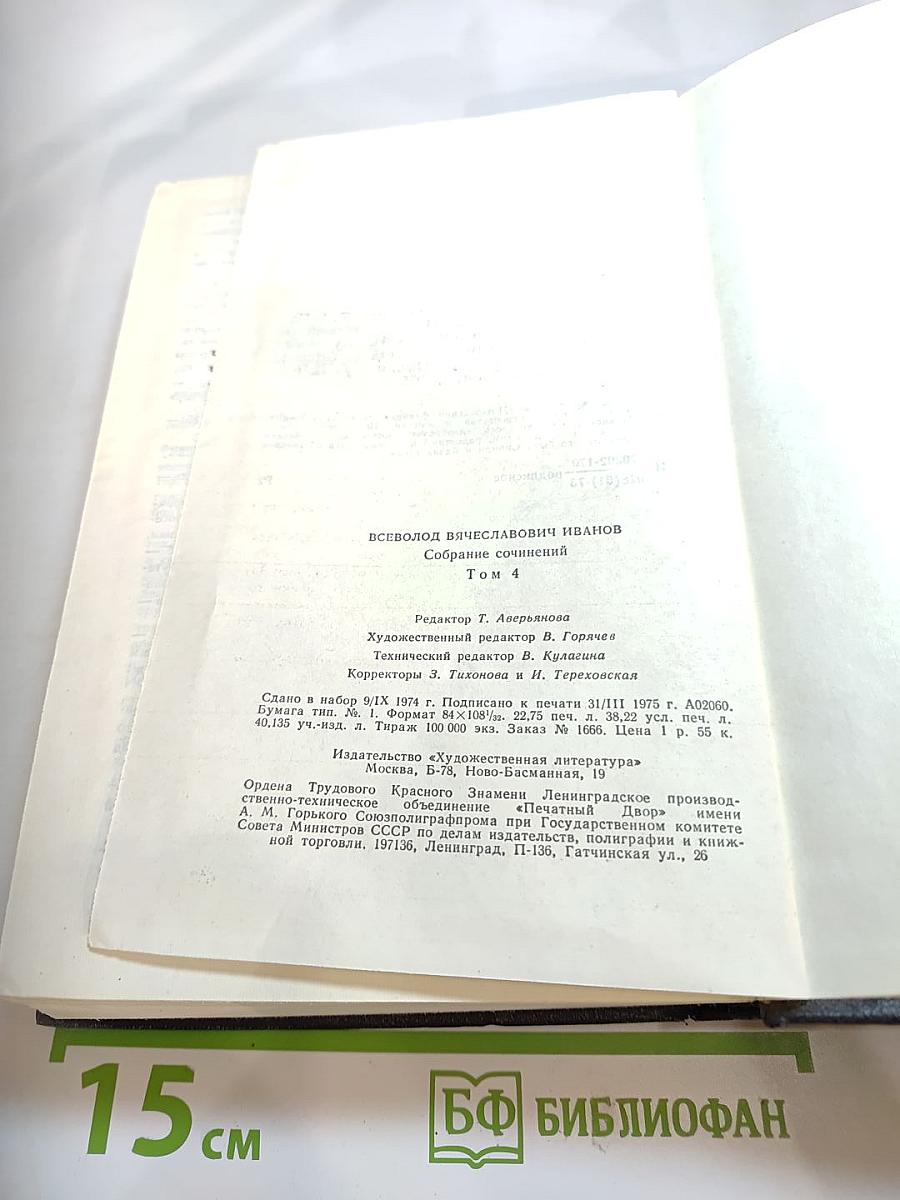 ВСЕВОЛОД ВЯЧЕСЛАВОВИЧ ИВАНОВ
Собрание сочинений
Том 4
Редактор Т. Аверьянова
Художественный редактор В. Горячев
Технический редактор В. Кулагина
Корректоры З. Тихонова и И. Тереховская
Сдано в набор 9/IX 1974 г. Подписано к печати 31/III 1975 г. А02060.
Бумага тип. № 1. Формат 84×108¹/₃₂. 22,75 печ. л. 38,22 усл. печ. л.
40,135 уч.-изд. л. Тираж 100 000 экз. Заказ № 1666. Цена 1 р. 55 к.
Издательство «Художественная литература»
Москва, Б-78, Ново-Басманная, 19
Ордена Трудового Красного Знамени Ленинградское производ-
ственно-техническое объединение «Печатный Двор» имени
А. М. Горького Союзполиграфпрома при Государственном комитете
Совета Министров СССР по делам издательств, полиграфии и книж-
ной торговли, 197136, Ленинград, П-136, Гатчинская ул., 26
15 см
БФ БИБЛИОФАН